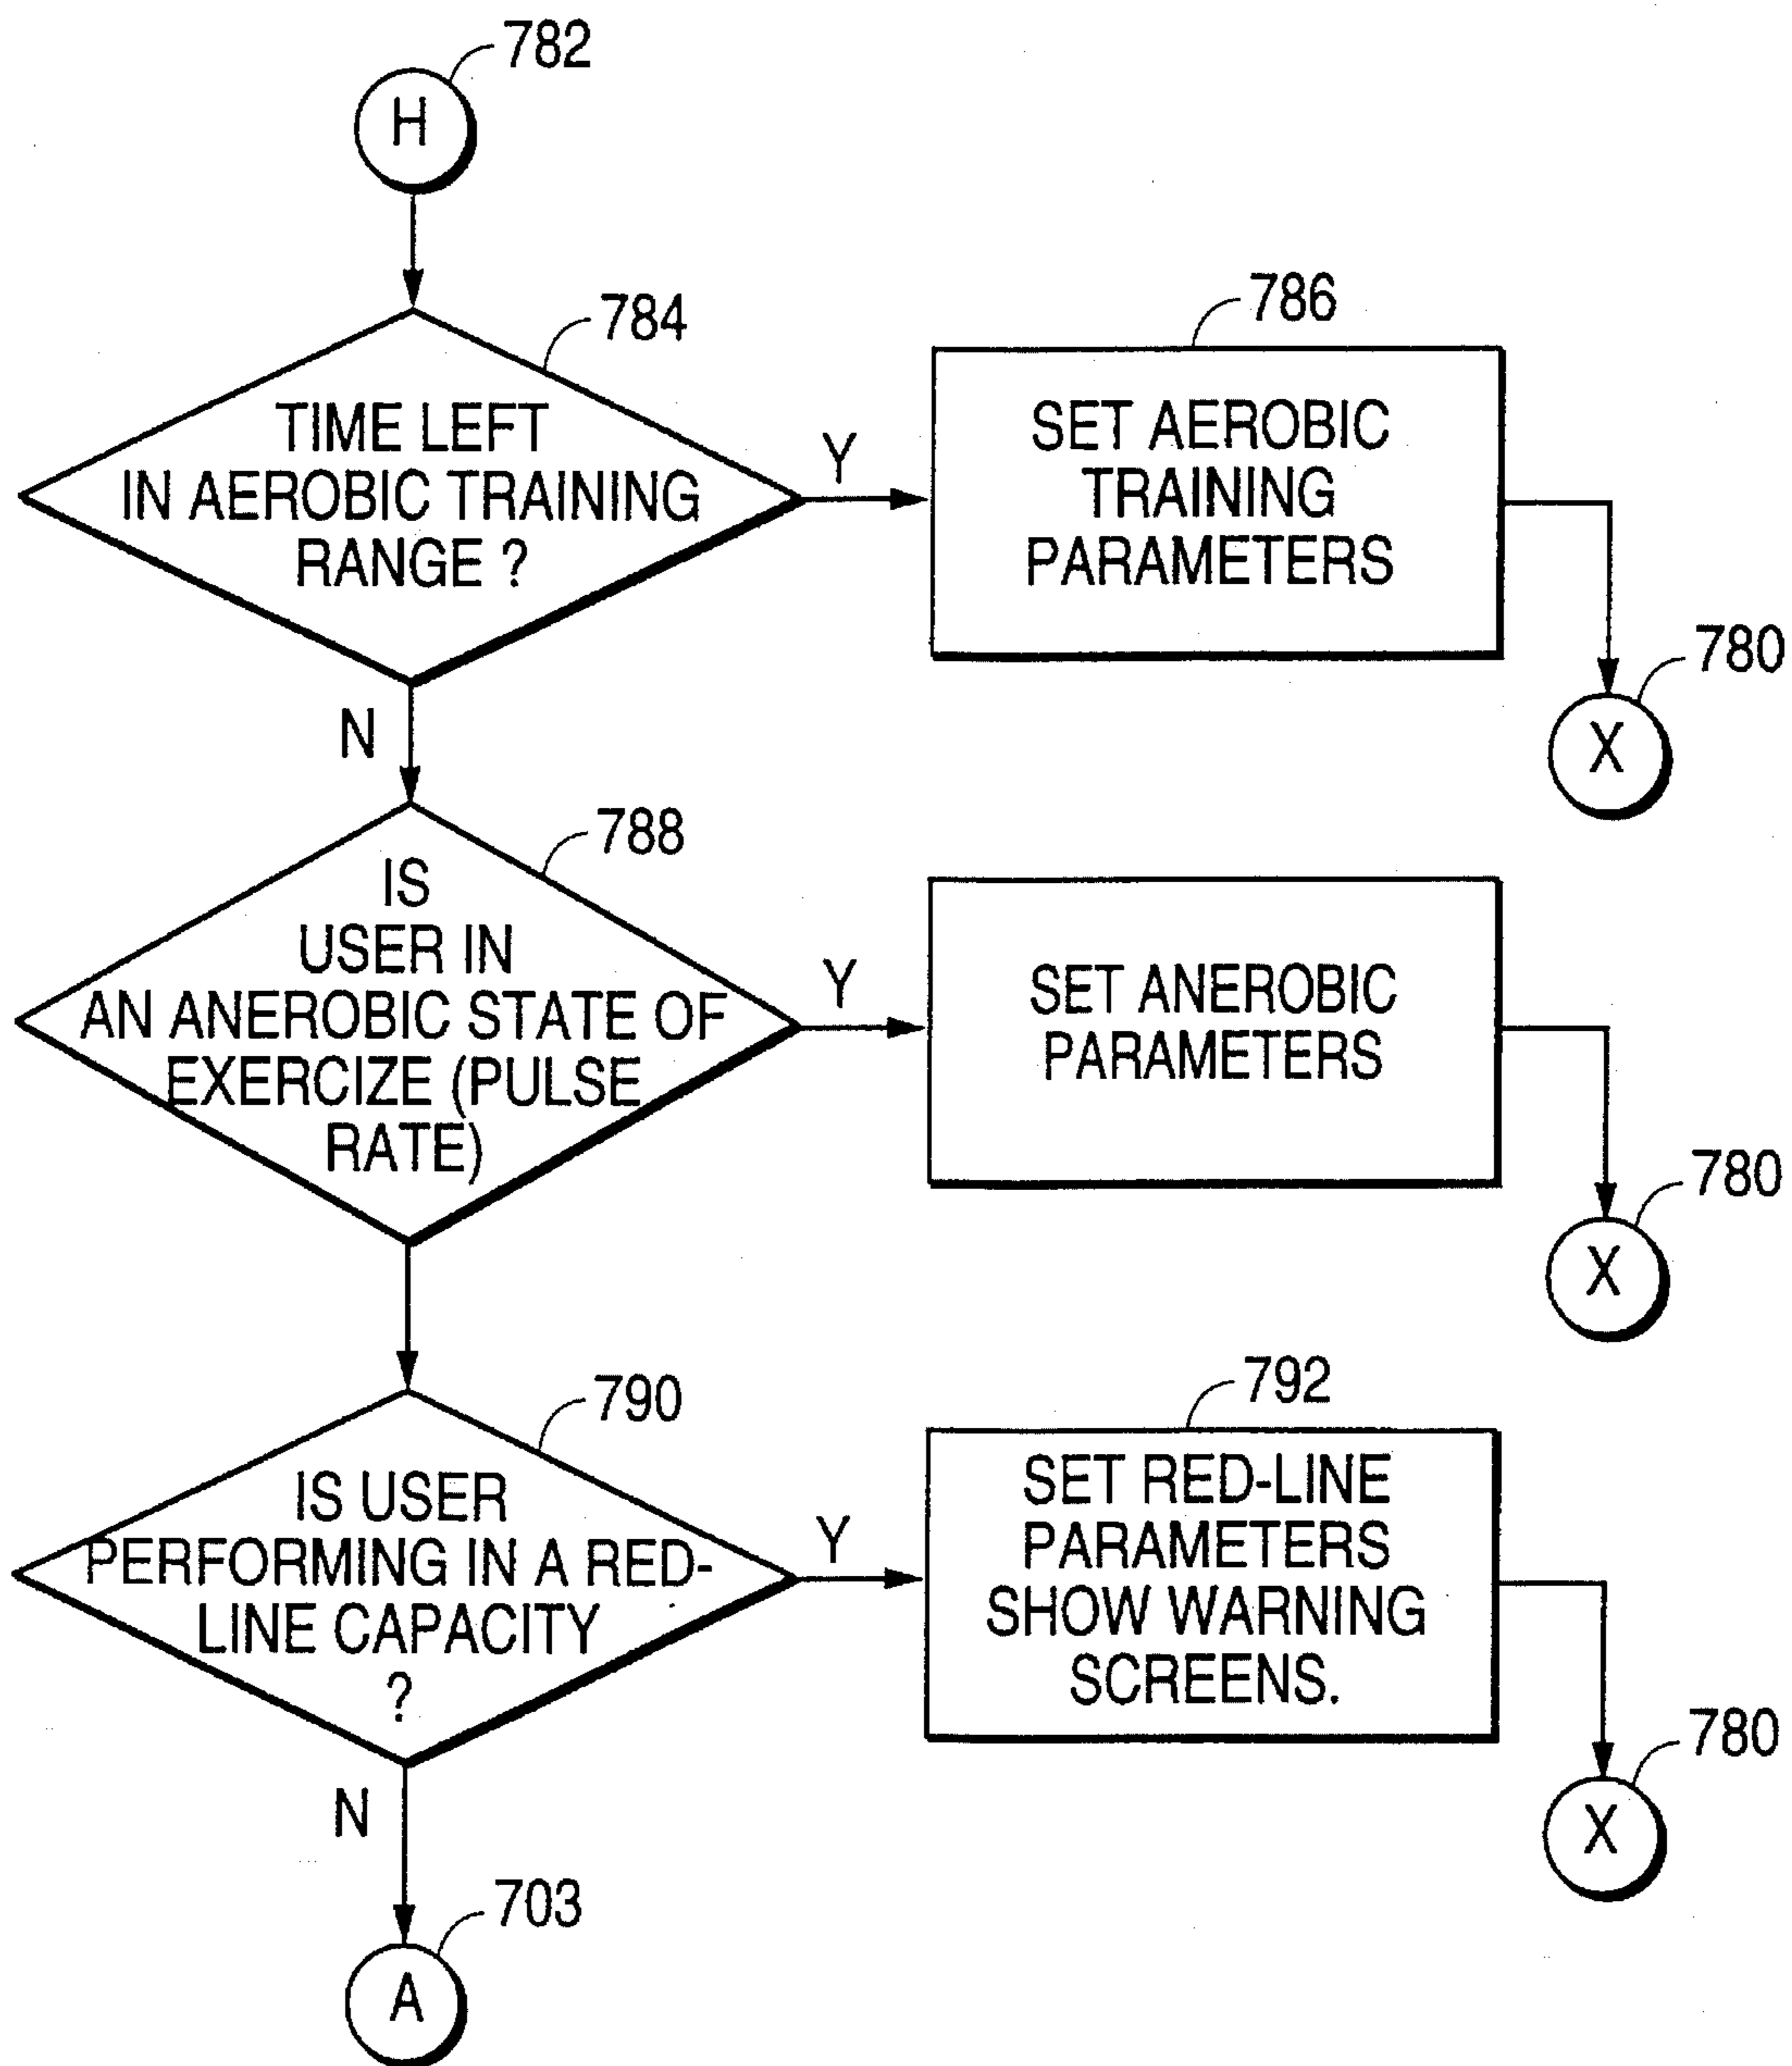 782
H
784
TIME LEFT
IN AEROBIC TRAINING
RANGE ?
Y
786
SET AEROBIC
TRAINING
PARAMETERS
780
X
N
788
IS
USER IN
AN ANEROBIC STATE OF
EXERCIZE (PULSE
RATE)
Y
SET ANEROBIC
PARAMETERS
780
X
790
IS USER
PERFORMING IN A RED-
LINE CAPACITY
?
Y
792
SET RED-LINE
PARAMETERS
SHOW WARNING
SCREENS.
780
X
N
703
A